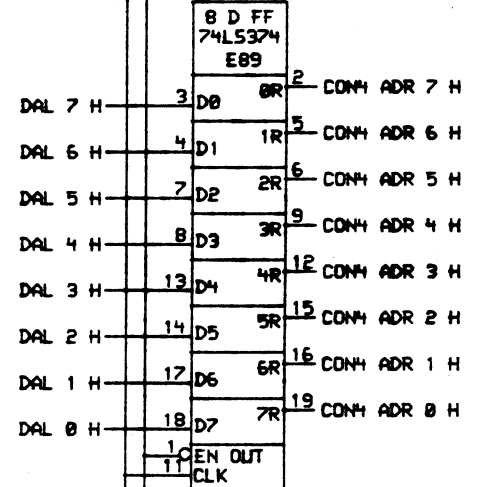 8 D FF
74LS374
E89
2
0R CON4 ADR 7 H
DAL 7 H 3 D0
5
1R CON4 ADR 6 H
DAL 6 H 4 D1
6
2R CON4 ADR 5 H
DAL 5 H 7 D2
9
3R CON4 ADR 4 H
DAL 4 H 8 D3
12
4R CON4 ADR 3 H
DAL 3 H 13 D4
15
5R CON4 ADR 2 H
DAL 2 H 14 D5
16
6R CON4 ADR 1 H
DAL 1 H 17 D6
19
7R CON4 ADR 0 H
DAL 0 H 18 D7
1 EN OUT
11 CLK